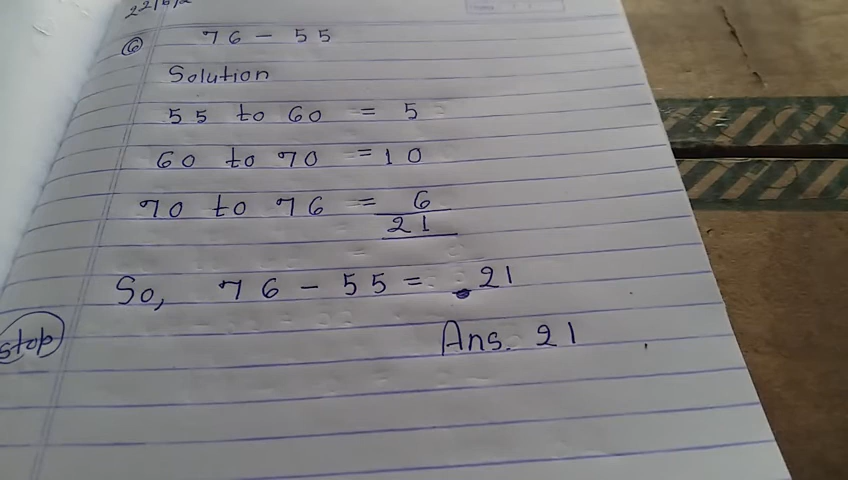 6 76 - 55
Solution
55 to 60 = 5
60 to 70 = 10
70 to 76 = 6
21
So, 76 - 55 = 21
Ans. 21